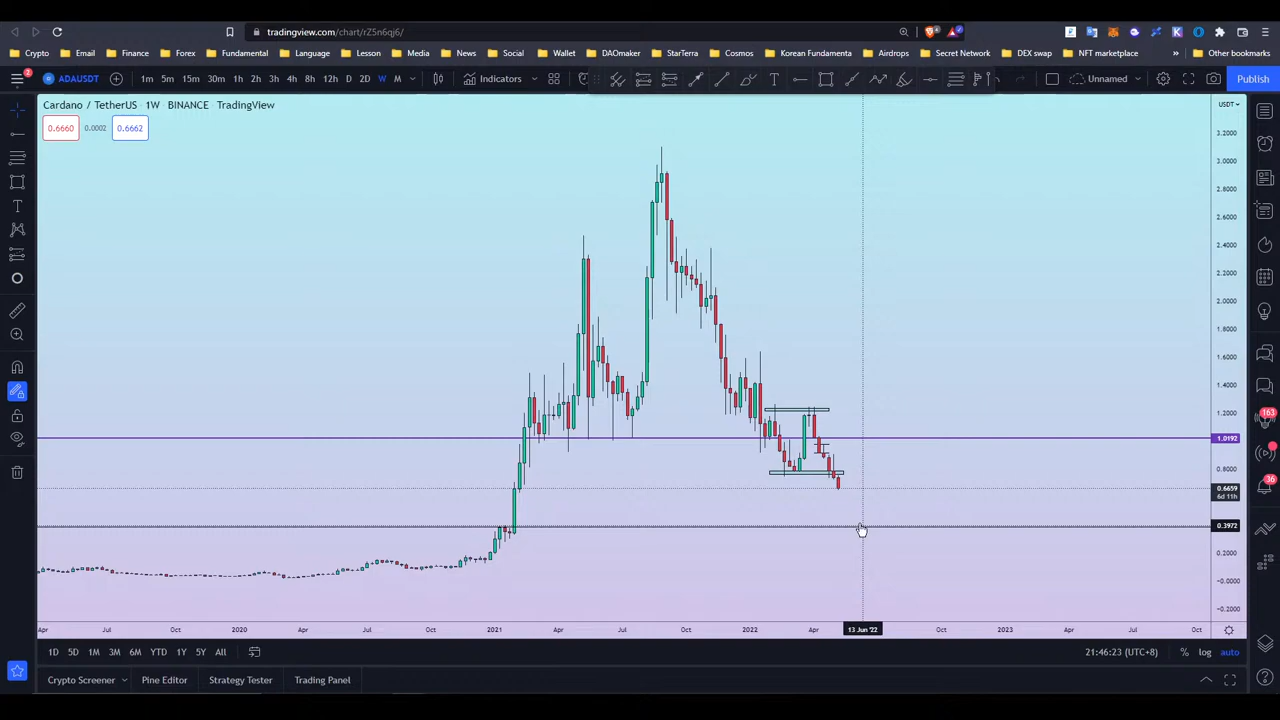 tradingview.com/chart/rZ5n6qj6/
Crypto Email Finance Forex Fundamental Language Lesson Media News Social Wallet DAOmaker StarTerra Cosmos Korean Fundamenta Airdrops Secret Network DEX swap NFT marketplace » Other bookmarks
2 ADAUSDT 1m 5m 15m 30m 1h 2h 3h 4h 8h 12h D 2D W M Indicators Unnamed Publish
Cardano / TetherUS · 1W · BINANCE · TradingView
USDT
0.6660 0.0002 0.6662
3.2000
3.0000
2.8000
2.6000
2.4000
2.2000
2.0000
1.8000
1.6000
1.4000
1.2000
1.0192
0.8000
0.6659
6d 11h
0.3972
0.2000
-0.0000
-0.2000
163
36
Apr Jul Oct 2020 Apr Jul Oct 2021 Apr Jul Oct 2022 Apr 13 Jun '22 Oct 2023 Apr Jul Oct
1D 5D 1M 3M 6M YTD 1Y 5Y All 21:46:23 (UTC+8) % log auto
Crypto Screener Pine Editor Strategy Tester Trading Panel